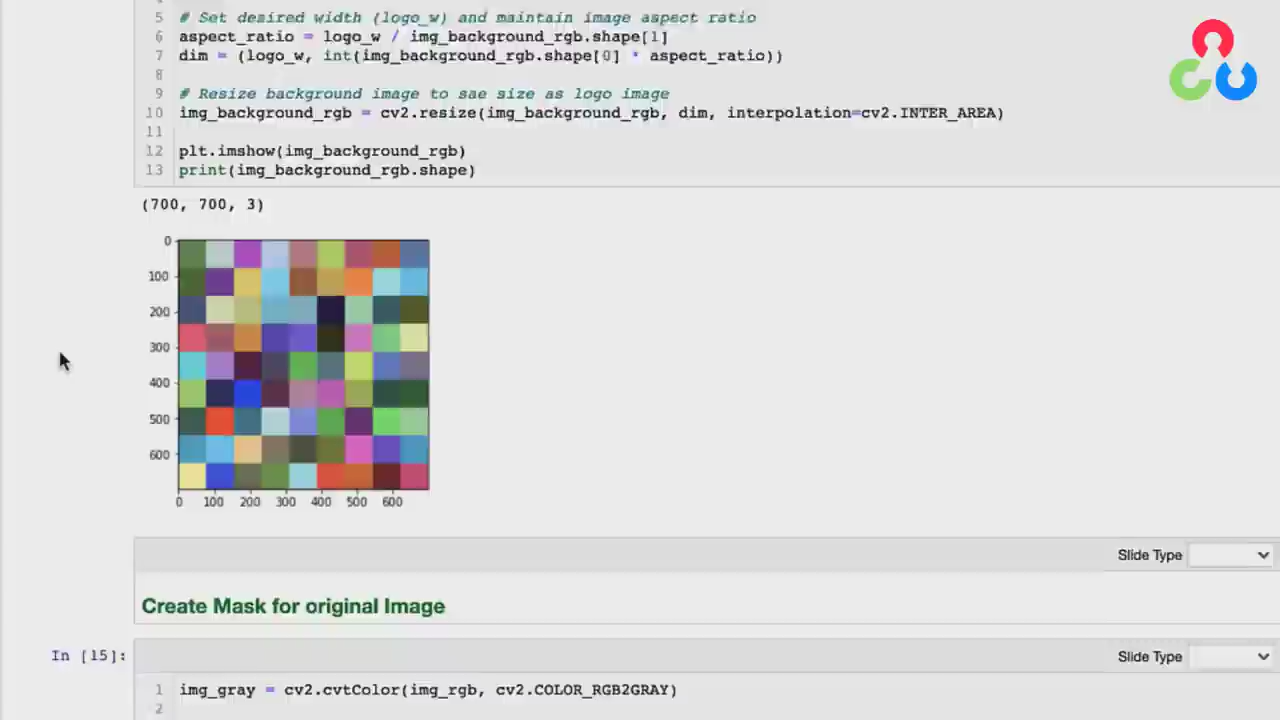 5 # Set desired width (logo_w) and maintain image aspect ratio
6 aspect_ratio = logo_w / img_background_rgb.shape[1]
7 dim = (logo_w, int(img_background_rgb.shape[0] * aspect_ratio))
8
9 # Resize background image to sae size as logo image
10 img_background_rgb = cv2.resize(img_background_rgb, dim, interpolation=cv2.INTER_AREA)
11
12 plt.imshow(img_background_rgb)
13 print(img_background_rgb.shape)
(700, 700, 3)
0
100
200
300
400
500
600
0 100 200 300 400 500 600
Slide Type
Create Mask for original Image
In [15]:
Slide Type
1 img_gray = cv2.cvtColor(img_rgb, cv2.COLOR_RGB2GRAY)
2